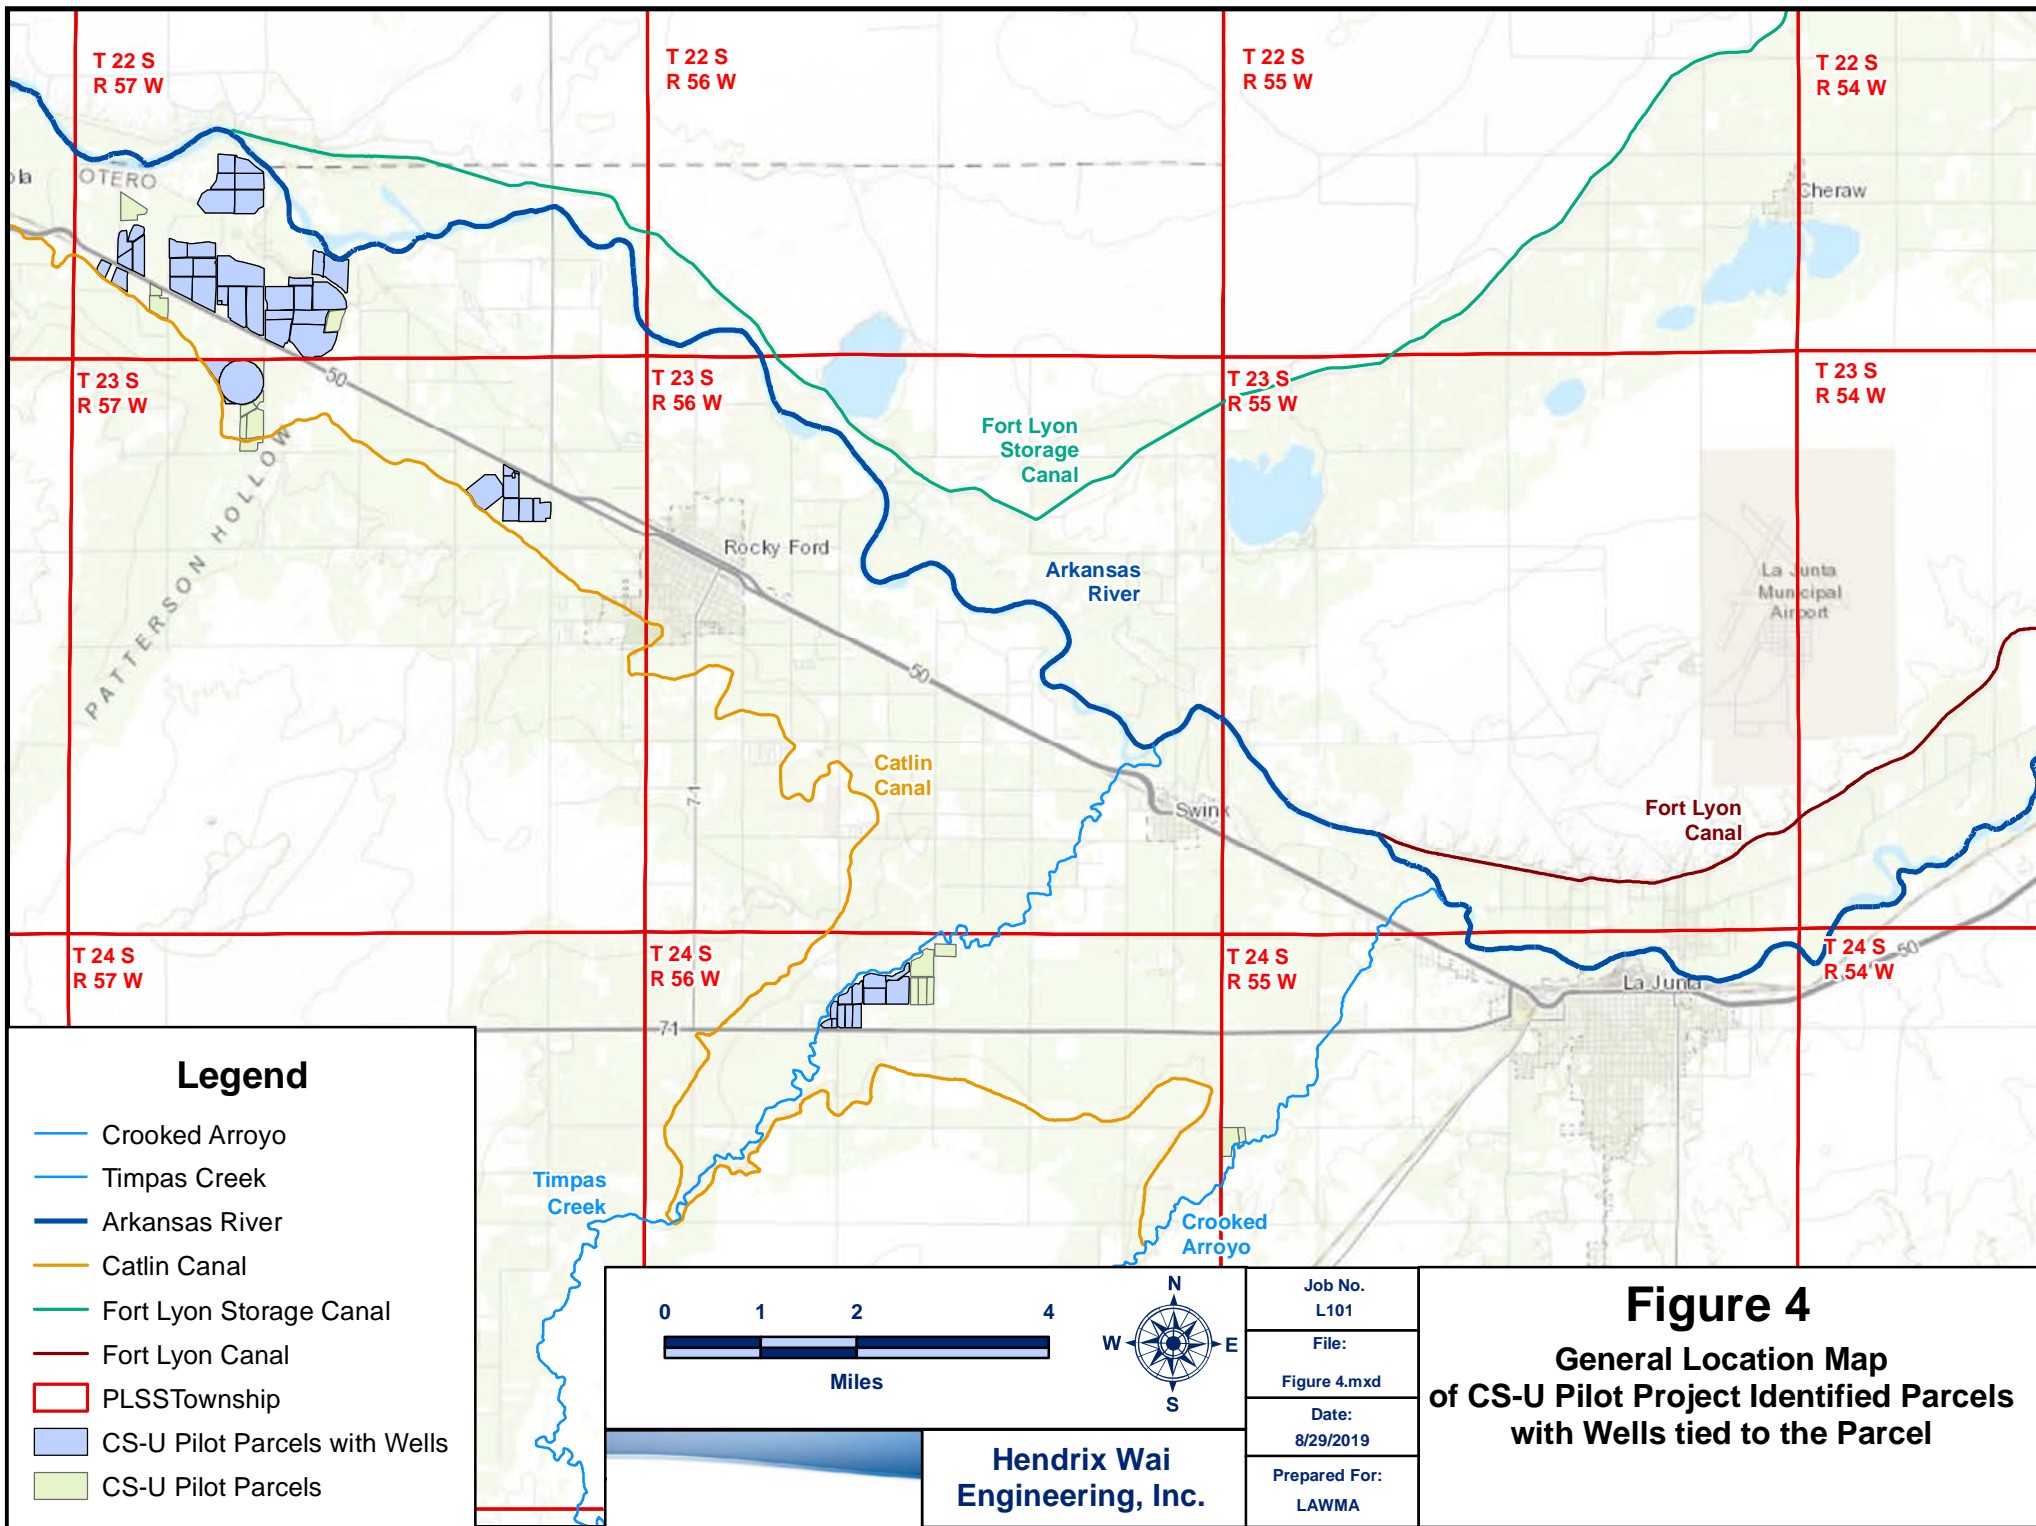 T 22 S
R 57 W
T 22 S
R 56 W
T 22 S
R 55 W
T 22 S
R 54 W
ola
OTERO
Cheraw
T 23 S
R 57 W
50
T 23 S
R 56 W
T 23 S
R 55 W
T 23 S
R 54 W
Fort Lyon
Storage
Canal
PATTERSON HOLLOW
Rocky Ford
Arkansas
River
La Junta
Municipal
Airport
50
Catlin
Canal
71
Swink
Fort Lyon
Canal
T 24 S
R 57 W
T 24 S
R 56 W
T 24 S
R 55 W
T 24 S
R 54 W
50
La Junta
71
Timpas
Creek
Crooked
Arroyo
Legend
Crooked Arroyo
Timpas Creek
Arkansas River
Catlin Canal
Fort Lyon Storage Canal
Fort Lyon Canal
PLSSTownship
CS-U Pilot Parcels with Wells
CS-U Pilot Parcels
0 1 2 4
Miles
N
W E
S
Hendrix Wai
Engineering, Inc.
Job No.
L101
File:
Figure 4.mxd
Date:
8/29/2019
Prepared For:
LAWMA
Figure 4
General Location Map
of CS-U Pilot Project Identified Parcels
with Wells tied to the Parcel